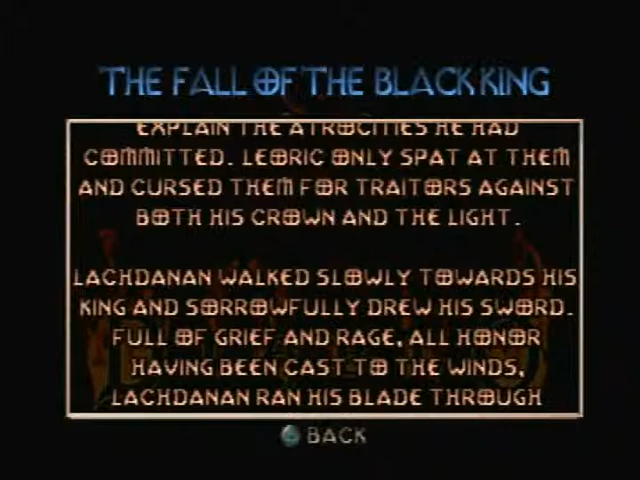 THE FALL OF THE BLACK KING
EXPLAIN THE ATROCITIES HE HAD
COMMITTED. LEORIC ONLY SPAT AT THEM
AND CURSED THEM FOR TRAITORS AGAINST
BOTH HIS CROWN AND THE LIGHT.
LACHDANAN WALKED SLOWLY TOWARDS HIS
KING AND SORROWFULLY DREW HIS SWORD.
FULL OF GRIEF AND RAGE, ALL HONOR
HAVING BEEN CAST TO THE WINDS,
LACHDANAN RAN HIS BLADE THROUGH
BACK